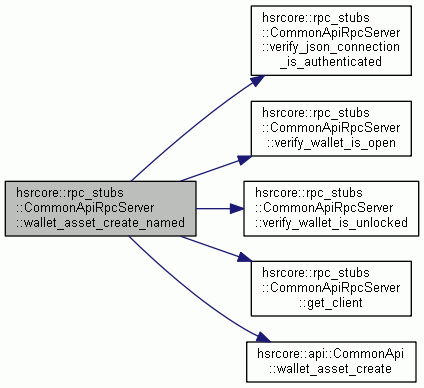 hsrcore::rpc_stubs
::CommonApiRpcServer
::verify_json_connection
_is_authenticated
hsrcore::rpc_stubs
::CommonApiRpcServer
::verify_wallet_is_open
hsrcore::rpc_stubs
::CommonApiRpcServer
::wallet_asset_create_named
hsrcore::rpc_stubs
::CommonApiRpcServer
::verify_wallet_is_unlocked
hsrcore::rpc_stubs
::CommonApiRpcServer
::get_client
hsrcore::api::CommonApi
::wallet_asset_create